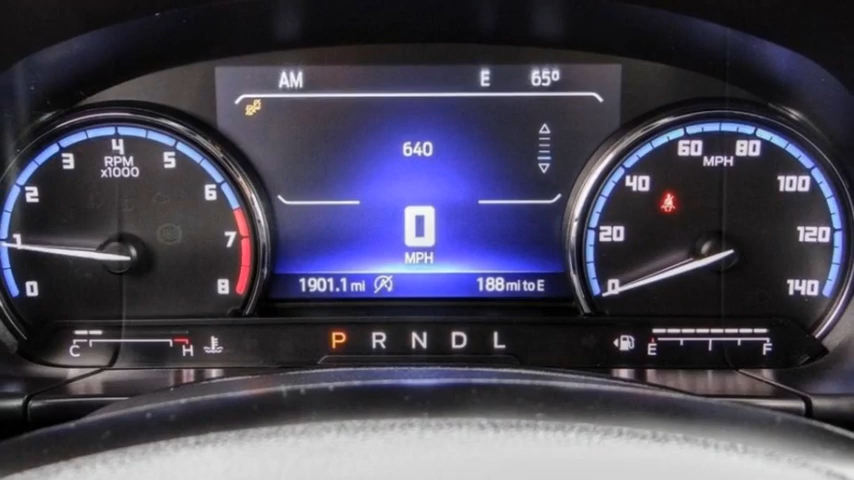 AM E 65°
640
0
MPH
1901.1 mi 188 mi to E
0 1 2 3 4 5 6 7 8
RPM
x1000
0 20 40 60 80 100 120 140
MPH
C H
P R N D L
E F